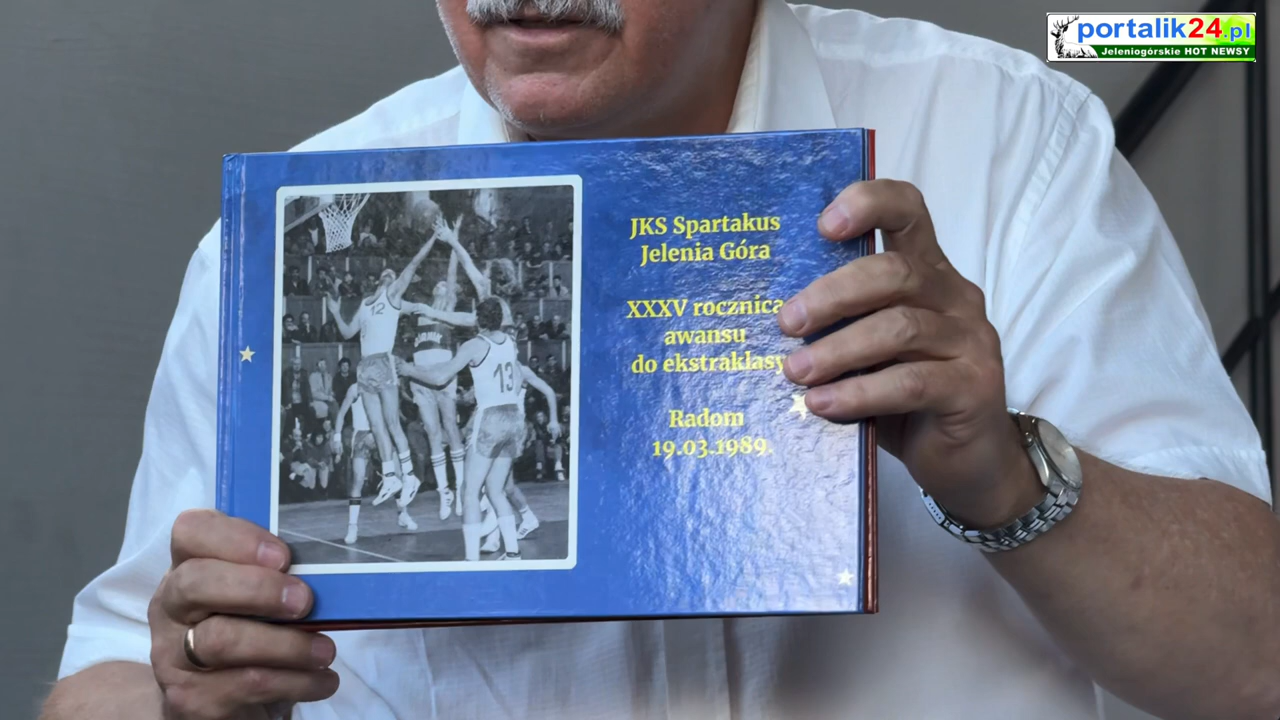 portalik24.pl
Jeleniogórskie HOT NEWSY
JKS Spartakus
Jelenia Góra
XXXV rocznica
awansu
do ekstraklasy
Radom
19.03.1989.
12
13